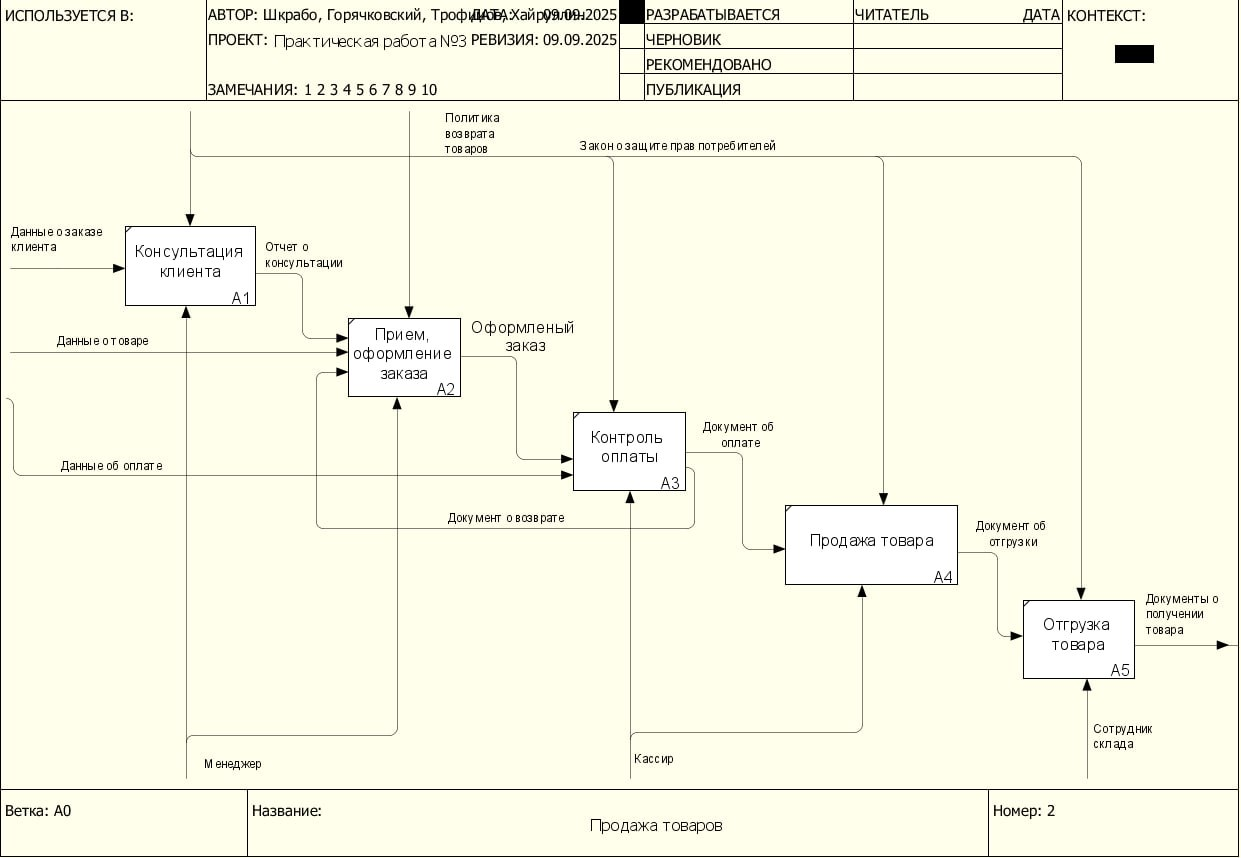 ИСПОЛЬЗУЕТСЯ В:
АВТОР: Шкрабо, Горячковский, Трофимов, Хайруллин
ДАТА: 09.09.2025
РАЗРАБАТЫВАЕТСЯ
ЧИТАТЕЛЬ
ДАТА
КОНТЕКСТ:
ПРОЕКТ: Практическая работа №3
РЕВИЗИЯ: 09.09.2025
ЧЕРНОВИК
РЕКОМЕНДОВАНО
ЗАМЕЧАНИЯ: 1 2 3 4 5 6 7 8 9 10
ПУБЛИКАЦИЯ
Политика
возврата
товаров
Закон о защите прав потребителей
Данные о заказе
клиента
Консультация
клиента
A1
Отчет о
консультации
Данные о товаре
Прием,
оформление
заказа
A2
Оформленый
заказ
Данные об оплате
Контроль
оплаты
A3
Документ об
оплате
Документ о возврате
Продажа товара
A4
Документ об
отгрузки
Отгрузка
товара
A5
Документы о
получении
товара
Менеджер
Кассир
Сотрудник
склада
Ветка: A0
Название:
Продажа товаров
Номер: 2